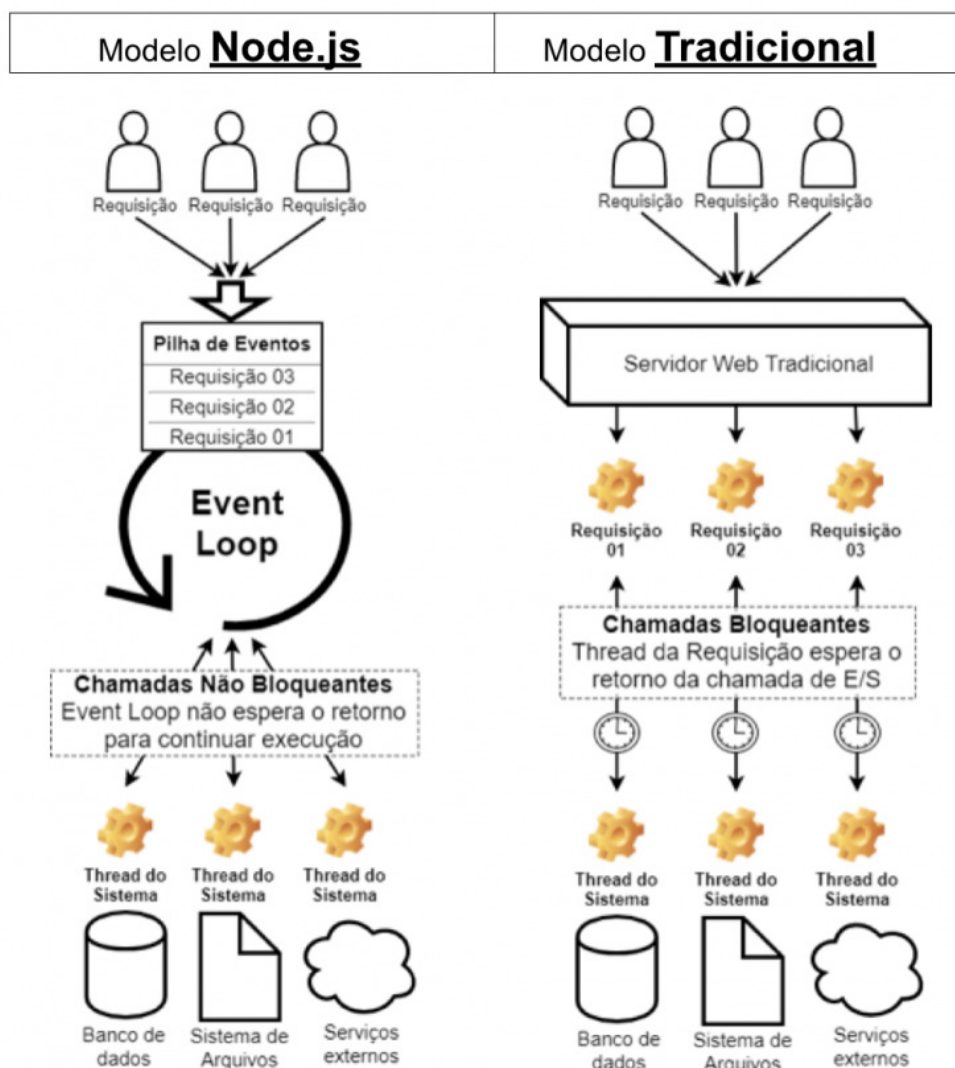 Modelo Node.js
Requisição Requisição Requisição
Pilha de Eventos
Requisição 03
Requisição 02
Requisição 01
Event
Loop
Chamadas Não Bloqueantes
Event Loop não espera o retorno
para continuar execução
Thread do Thread do Thread do
Sistema Sistema Sistema
Banco de Sistema de Serviços
dados Arquivos externos
Modelo Tradicional
Requisição Requisição Requisição
Servidor Web Tradicional
Requisição Requisição Requisição
01 02 03
Chamadas Bloqueantes
Thread da Requisição espera o
retorno da chamada de E/S
Thread do Thread do Thread do
Sistema Sistema Sistema
Banco de Sistema de Serviços
dados Arquivos externos